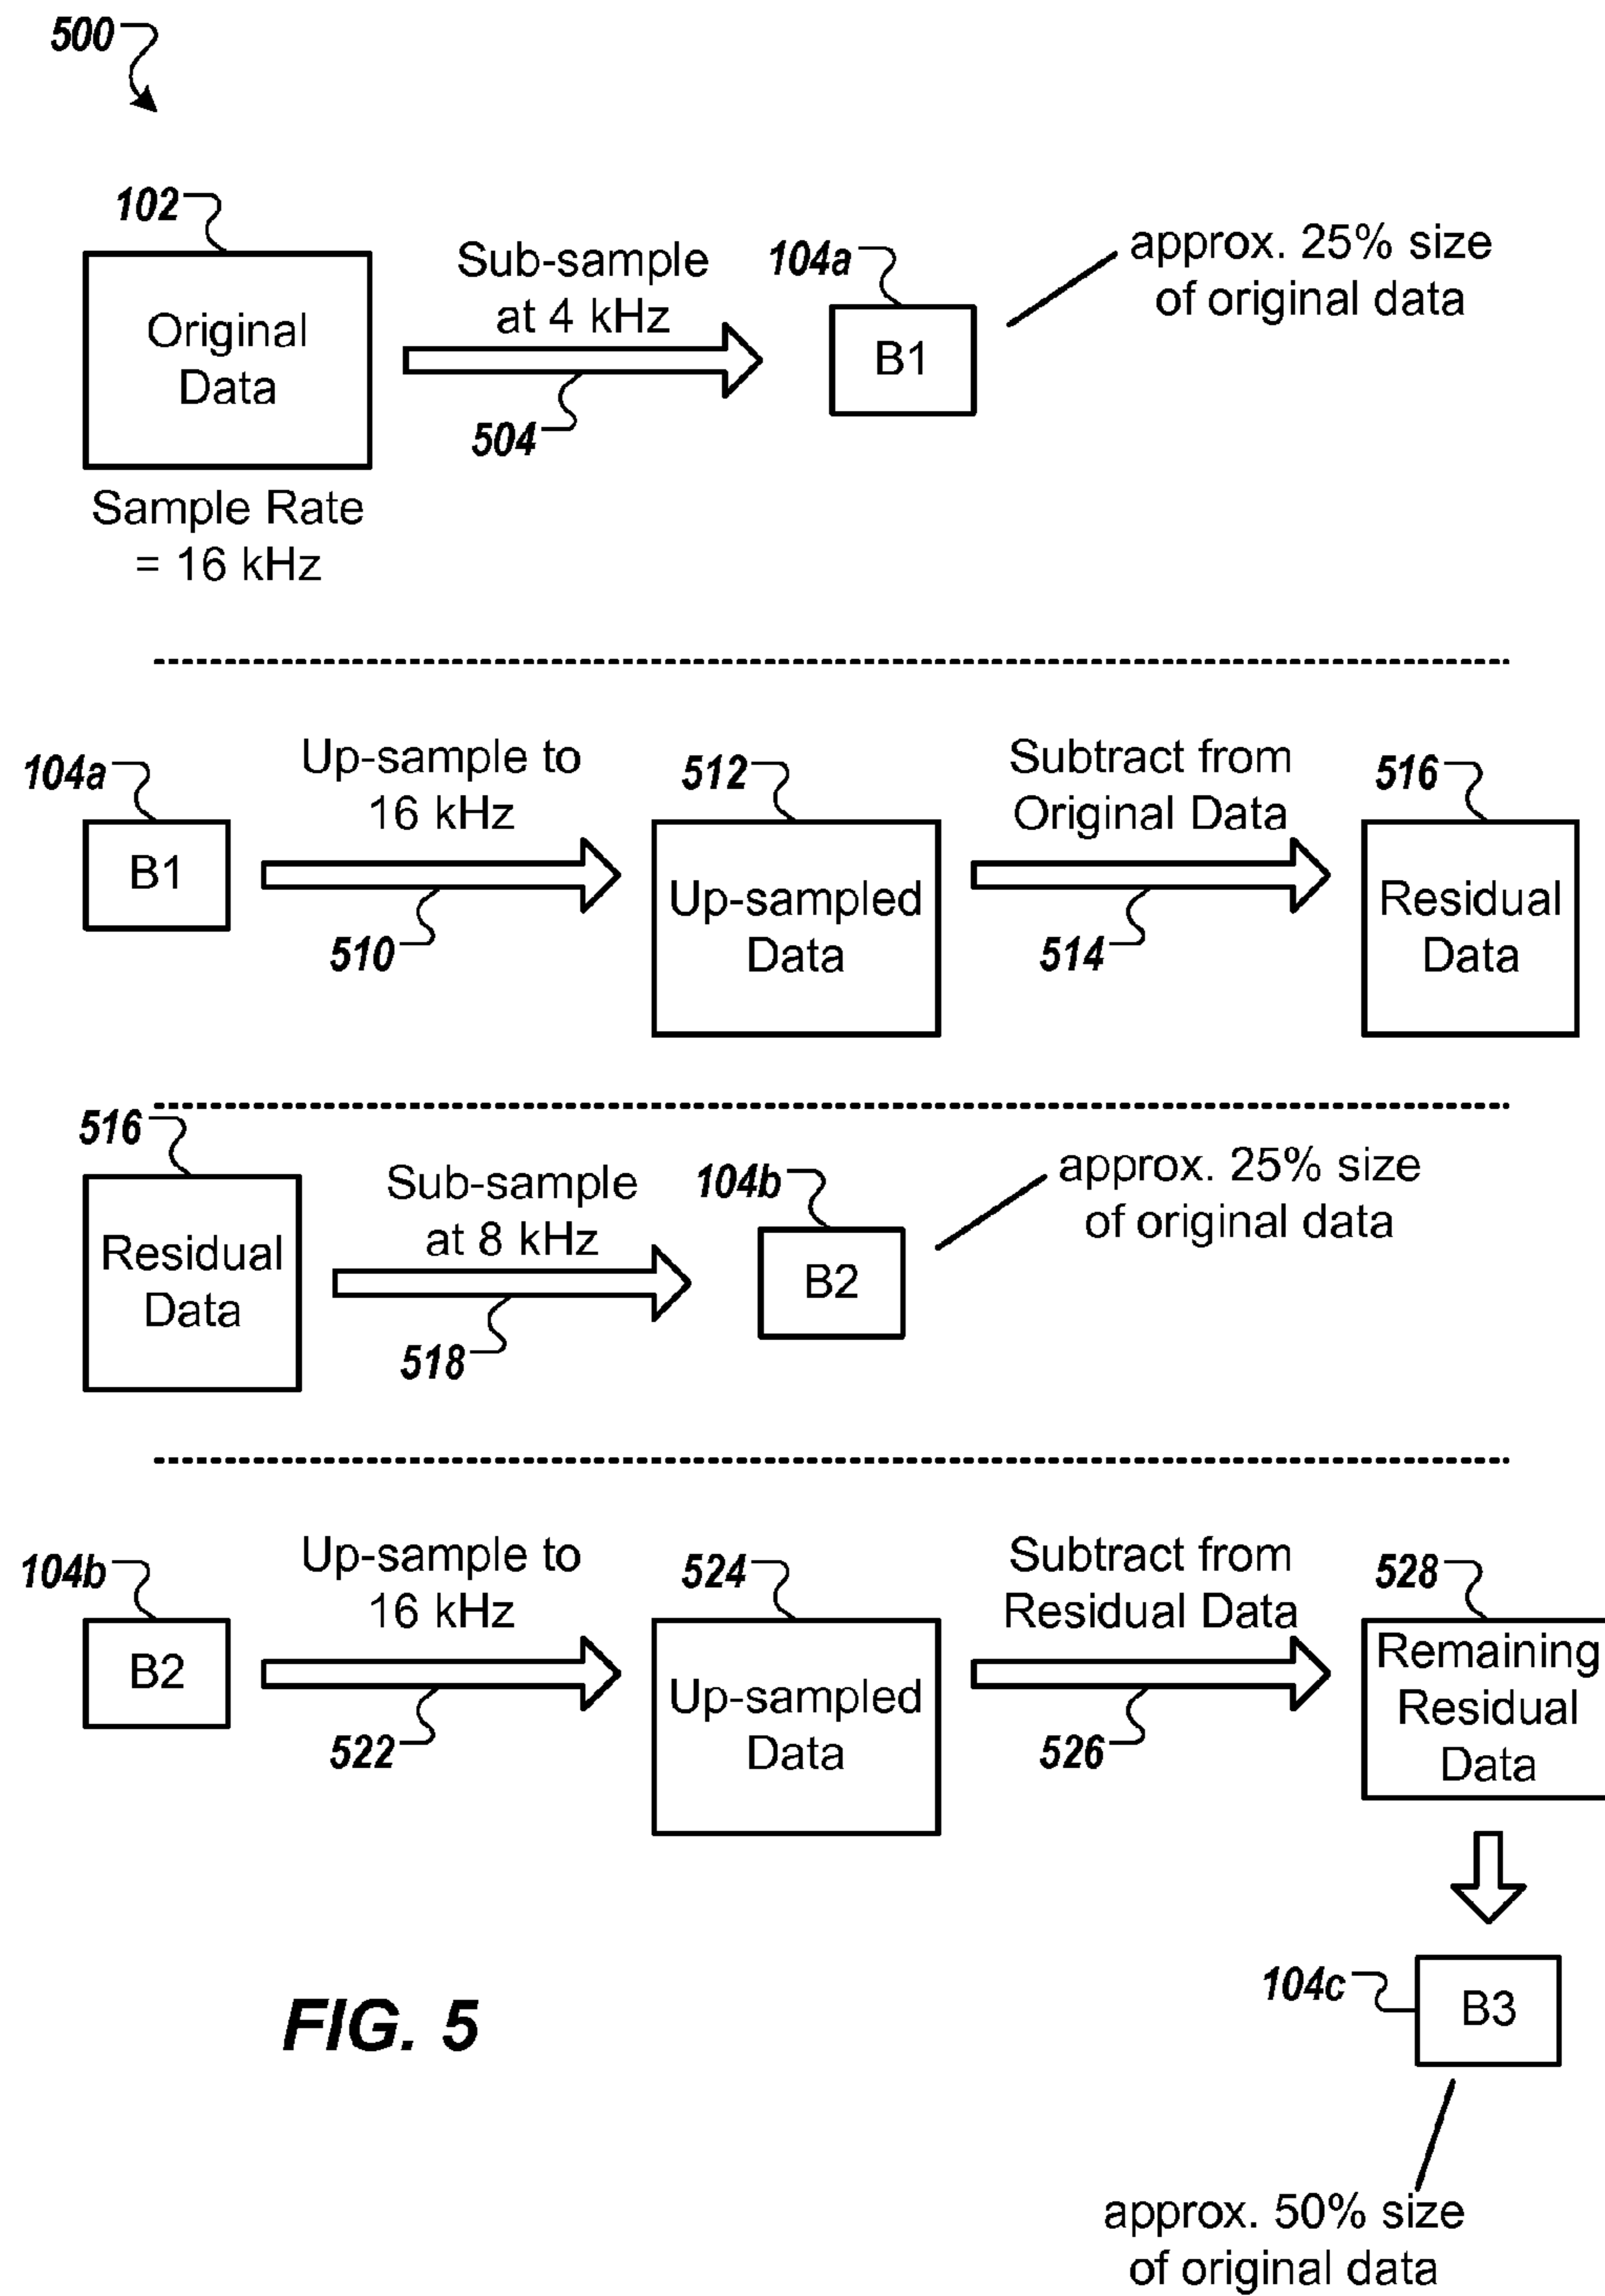 500
102
Original
Data
Sample Rate
= 16 kHz
Sub-sample
at 4 kHz
504
104a
B1
approx. 25% size
of original data
104a
B1
Up-sample to
16 kHz
510
512
Up-sampled
Data
Subtract from
Original Data
514
516
Residual
Data
516
Residual
Data
Sub-sample
at 8 kHz
518
104b
B2
approx. 25% size
of original data
104b
B2
Up-sample to
16 kHz
522
524
Up-sampled
Data
Subtract from
Residual Data
526
528
Remaining
Residual
Data
104c
B3
approx. 50% size
of original data
FIG. 5